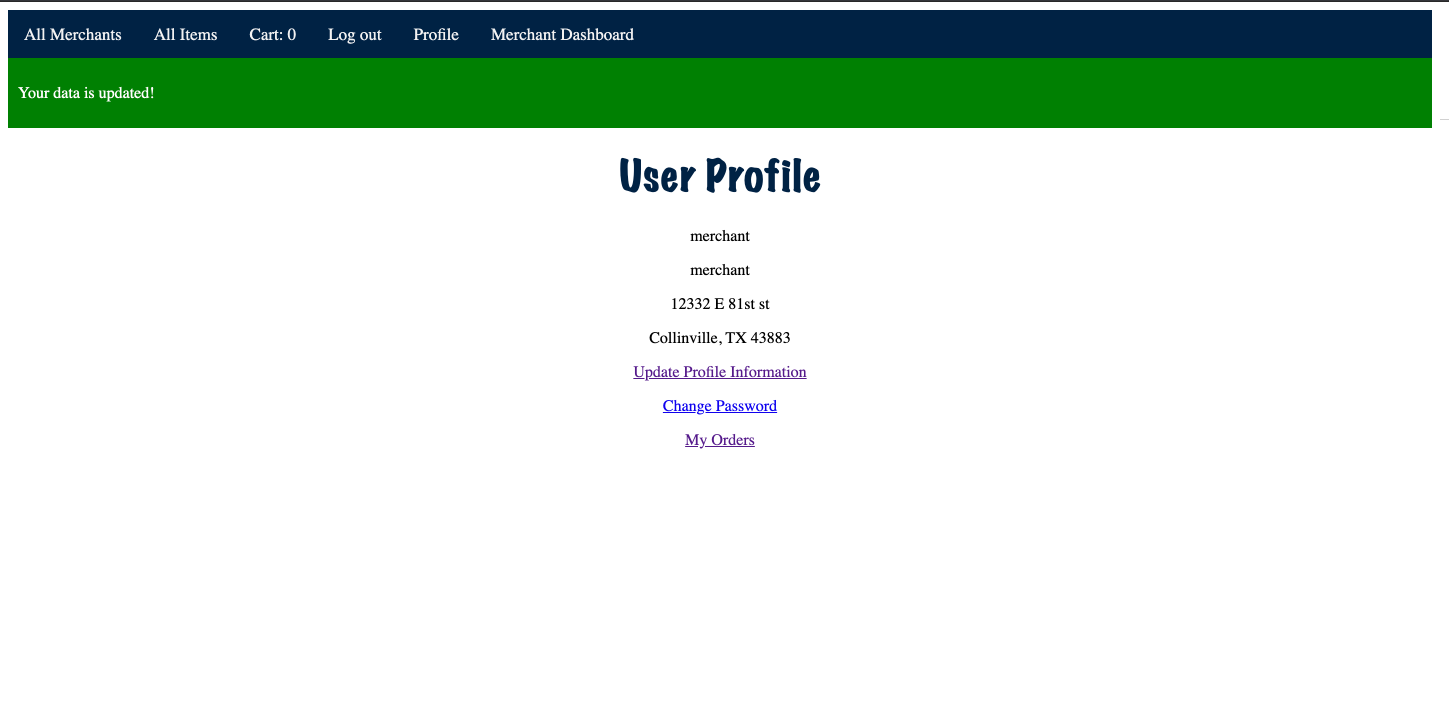 All Merchants All Items Cart: 0 Log out Profile Merchant Dashboard
Your data is updated!
User Profile
merchant
merchant
12332 E 81st st
Collinville, TX 43883
Update Profile Information
Change Password
My Orders